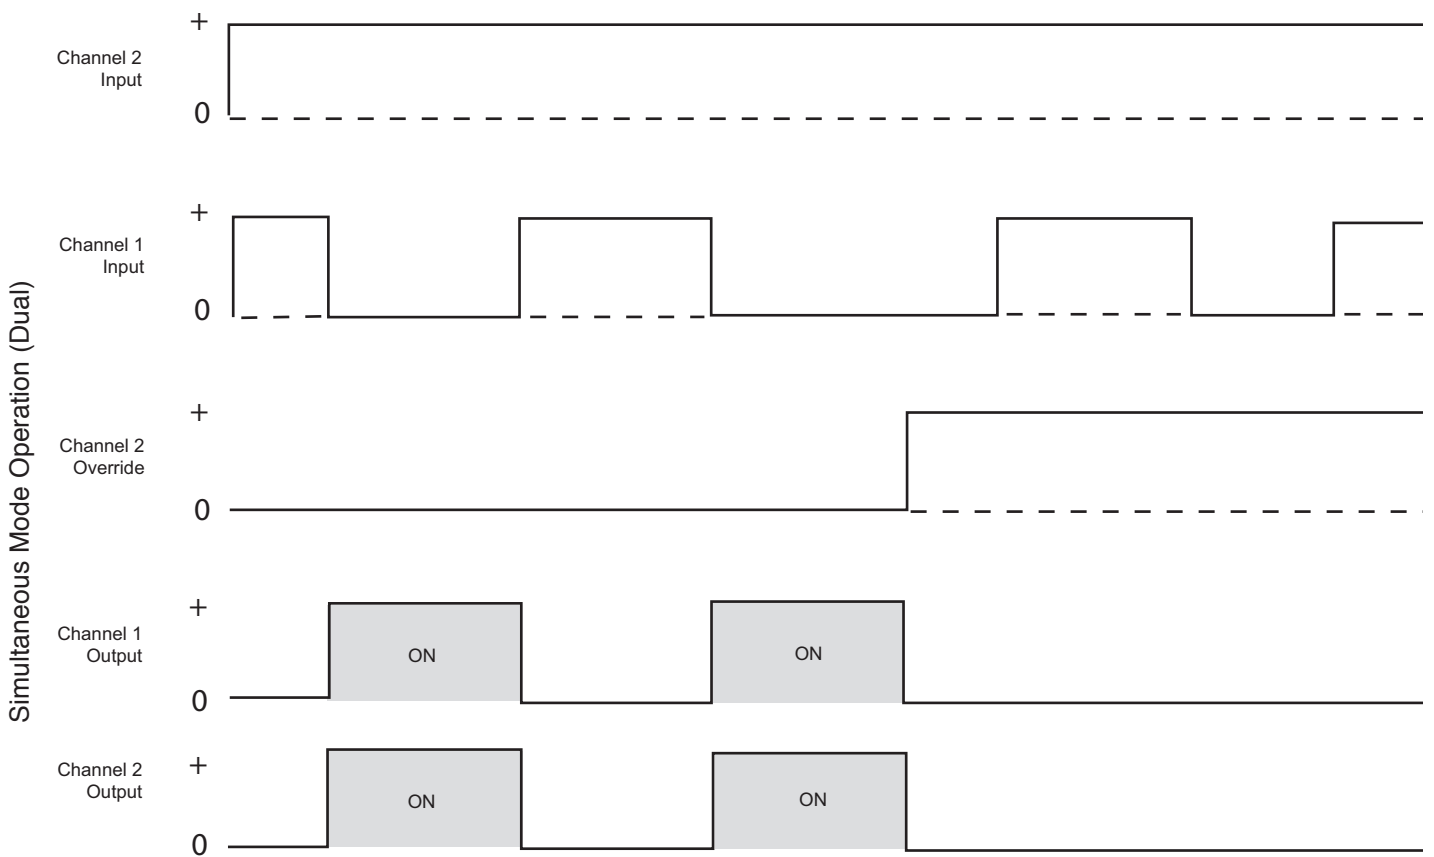 Simultaneous Mode Operation (Dual)
+
Channel 2
Input
0
+
Channel 1
Input
0
+
Channel 2
Override
0
+
Channel 1
Output
ON
ON
0
+
Channel 2
Output
ON
ON
0